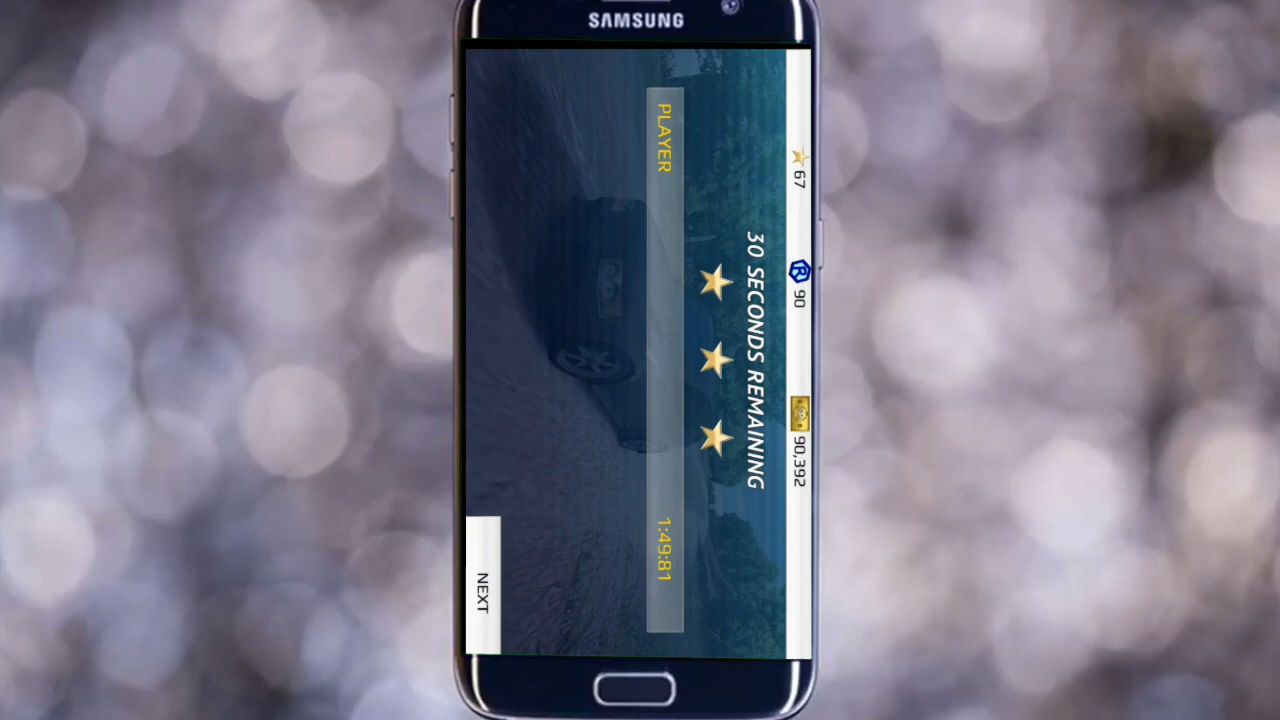 SAMSUNG
67
90
90,392
30 SECONDS REMAINING
PLAYER 1:49:81
NEXT